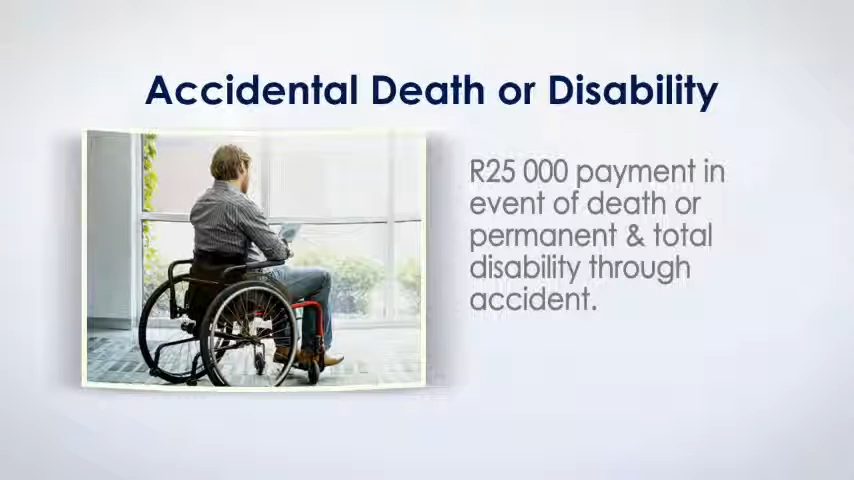 Accidental Death or Disability
R25 000 payment in
event of death or
permanent & total
disability through
accident.